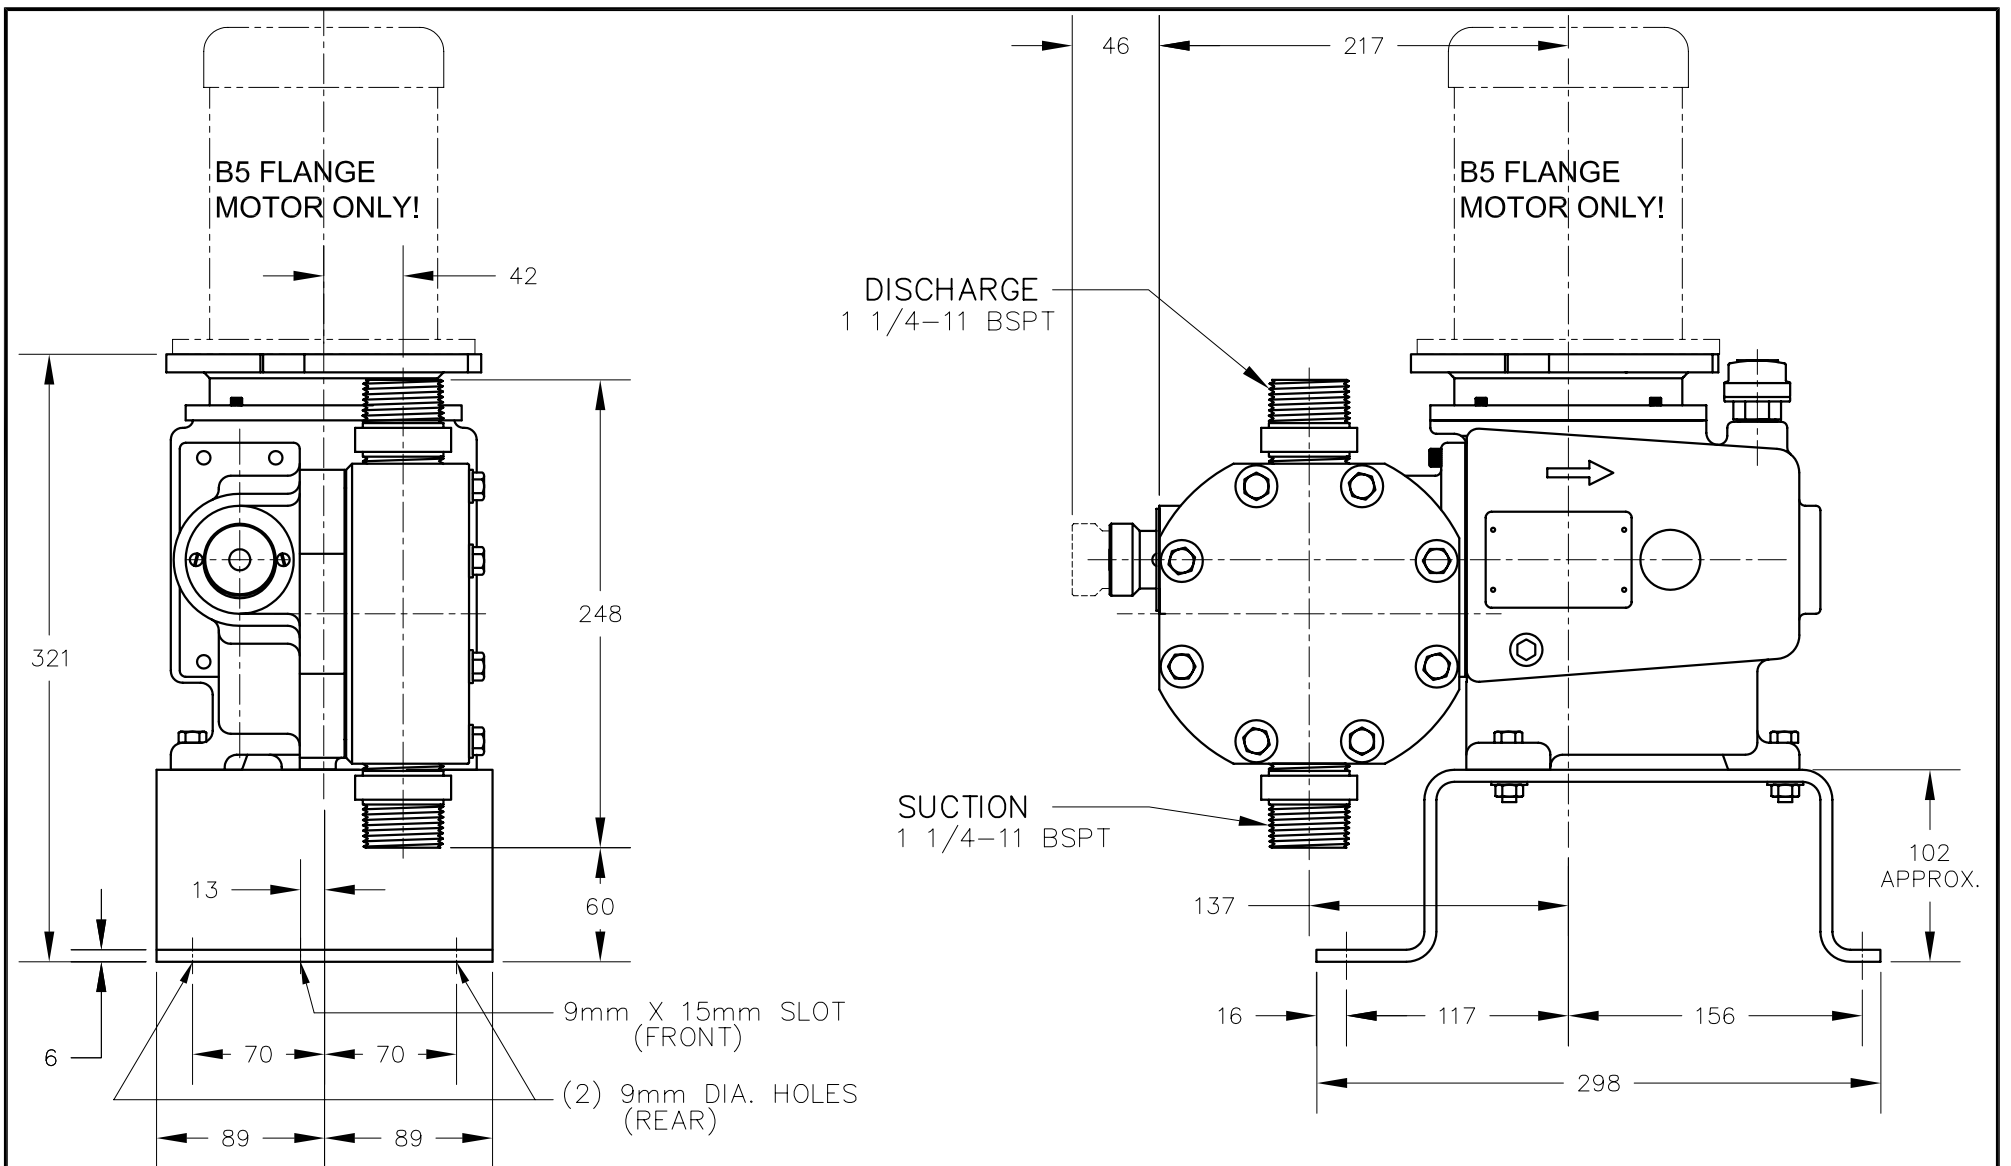 46
217
B5 FLANGE
MOTOR ONLY!
B5 FLANGE
MOTOR ONLY!
42
DISCHARGE
1 1/4-11 BSPT
248
321
SUCTION
1 1/4-11 BSPT
102
APPROX.
13
60
137
9mm X 15mm SLOT
(FRONT)
16
117
156
6
70
70
298
(2) 9mm DIA. HOLES
(REAR)
89
89